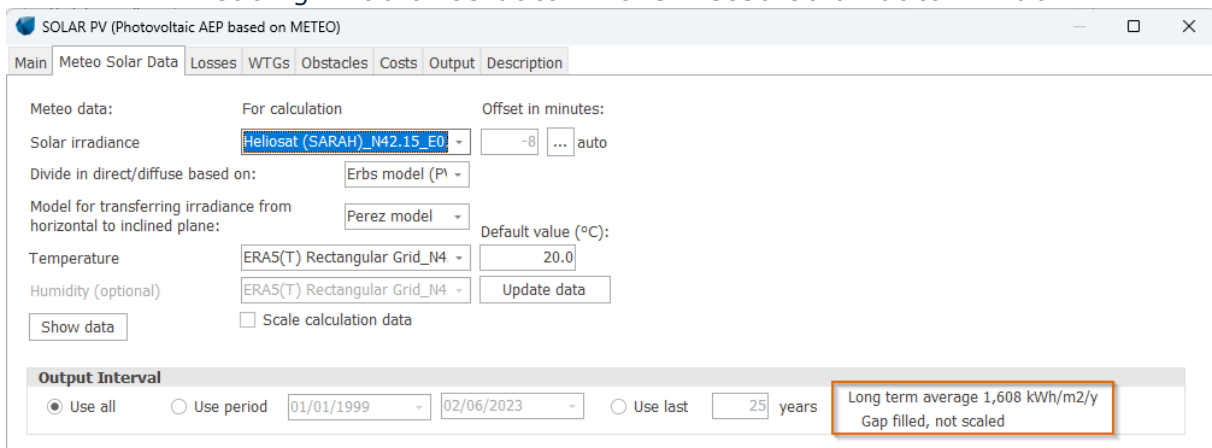 SOLAR PV (Photovoltaic AEP based on METEO)
Main Meteo Solar Data Losses WTGs Obstacles Costs Output Description
Meteo data: For calculation Offset in minutes:
Solar irradiance Heliosat (SARAH)_N42.15_E0 -8 ... auto
Divide in direct/diffuse based on: Erbs model (P
Model for transferring irradiance from
horizontal to inclined plane: Perez model
Default value (°C):
Temperature ERA5(T) Rectangular Grid_N4 20.0
Humidity (optional) ERA5(T) Rectangular Grid_N4 Update data
Show data Scale calculation data
Output Interval
Use all Use period 01/01/1999 02/06/2023 Use last 25 years
Long term average 1,608 kWh/m2/y
Gap filled, not scaled